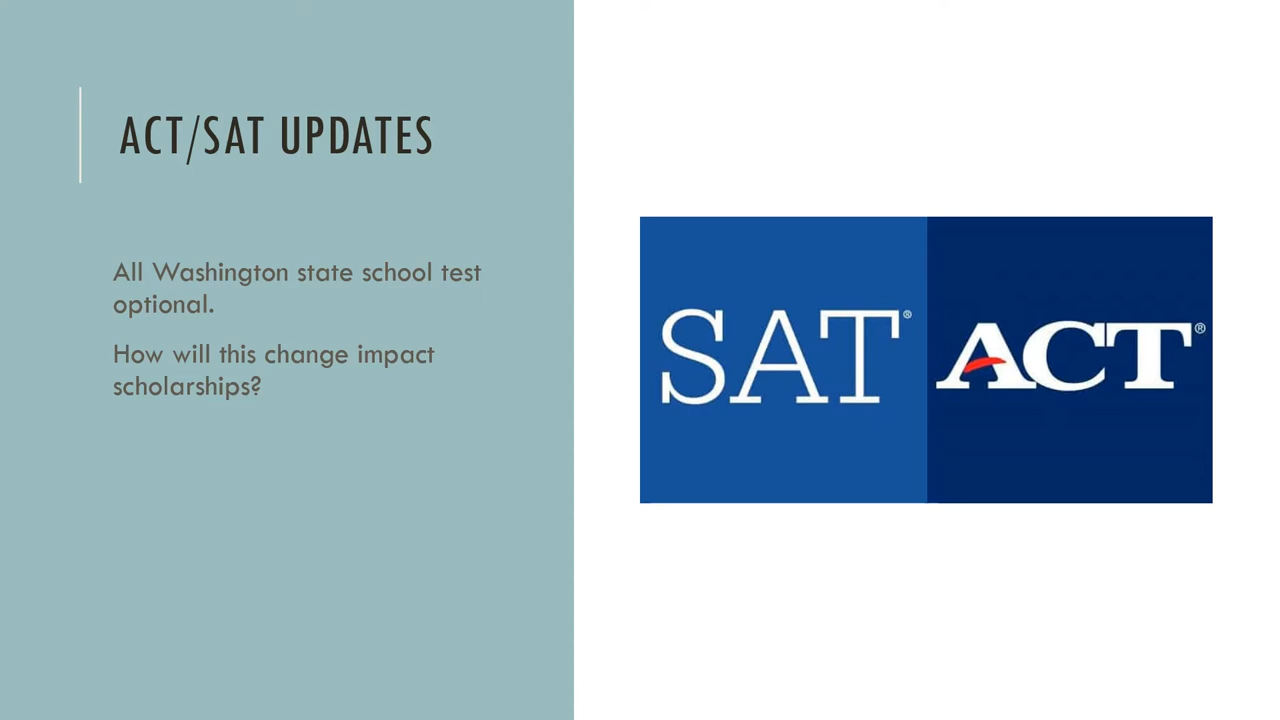 ACT/SAT UPDATES
All Washington state school test
optional.
How will this change impact
scholarships?
SAT®
ACT®